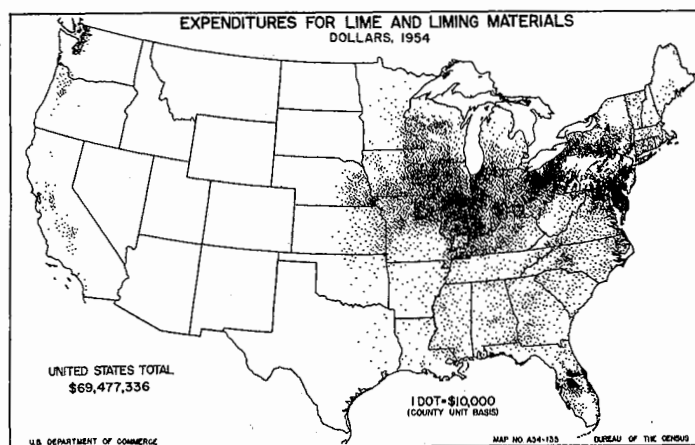 EXPENDITURES FOR LIME AND LIMING MATERIALS
DOLLARS, 1954
UNITED STATES TOTAL
$69,477,336
1 DOT=$10,000
(COUNTY UNIT BASIS)
U.S. DEPARTMENT OF COMMERCE
MAP NO. A54-135
BUREAU OF THE CENSUS